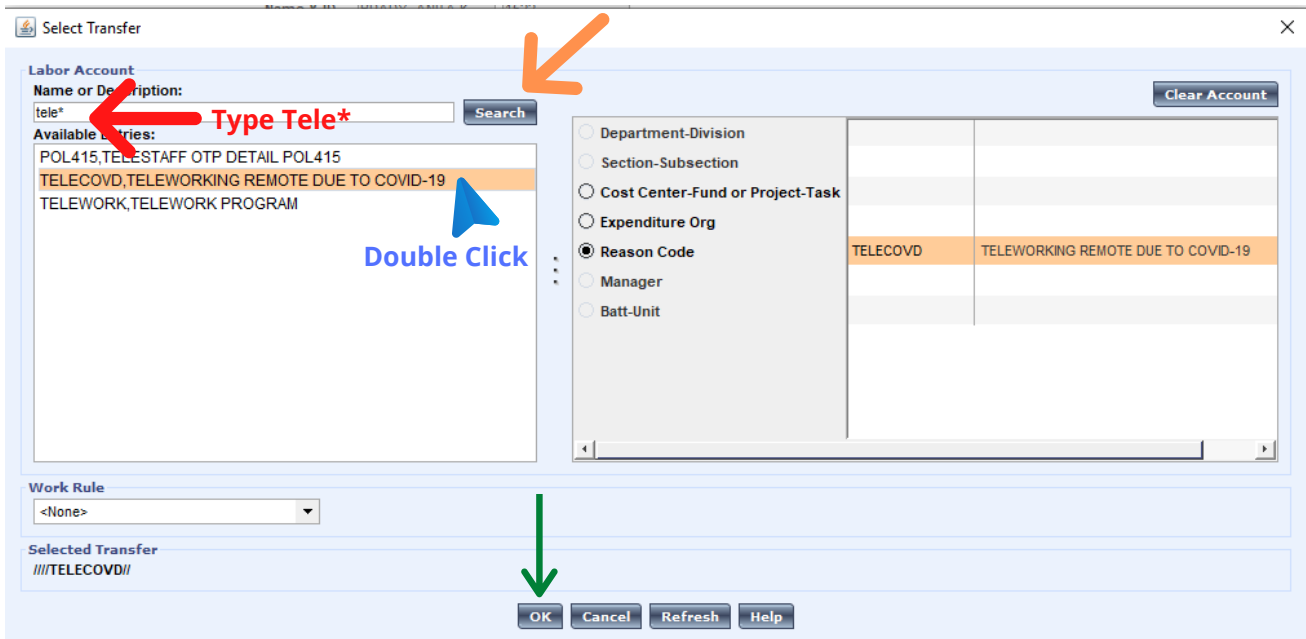 Select Transfer
Labor Account
Name or De ription:
tele*
Search
Type Tele*
Clear Account
Available tries:
POL415,TELESTAFF OTP DETAIL POL415
TELECOVD,TELEWORKING REMOTE DUE TO COVID-19
TELEWORK,TELEWORK PROGRAM
Double Click
Department-Division
Section-Subsection
Cost Center-Fund or Project-Task
Expenditure Org
Reason Code TELECOVD TELEWORKING REMOTE DUE TO COVID-19
Manager
Batt-Unit
Work Rule
<None>
Selected Transfer
////TELECOVD//
OK Cancel Refresh Help